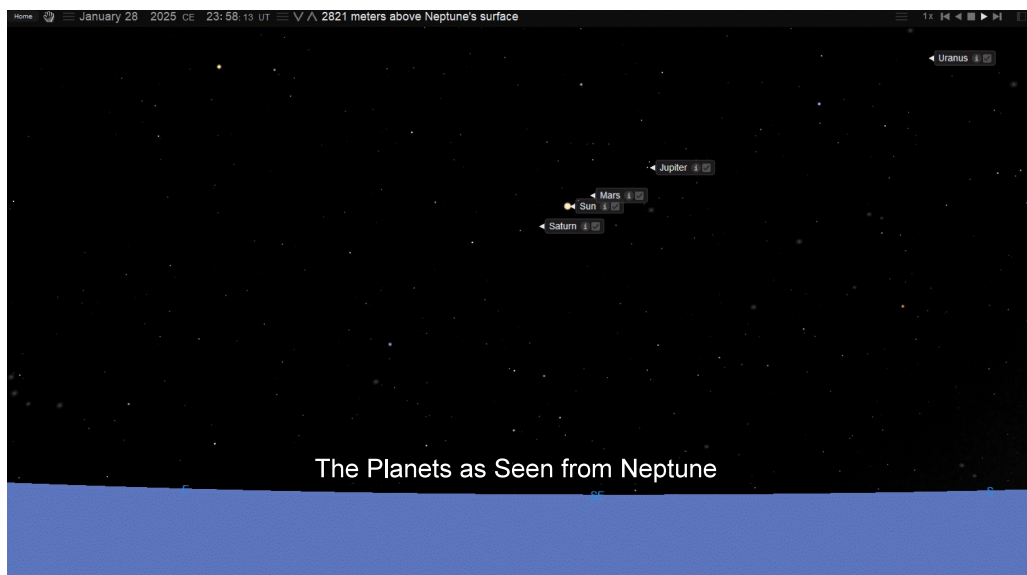 Home January 28 2025 CE 23:58:13 UT 2821 meters above Neptune's surface 1x
Uranus
Jupiter
Mars
Sun
Saturn
The Planets as Seen from Neptune
E SE S